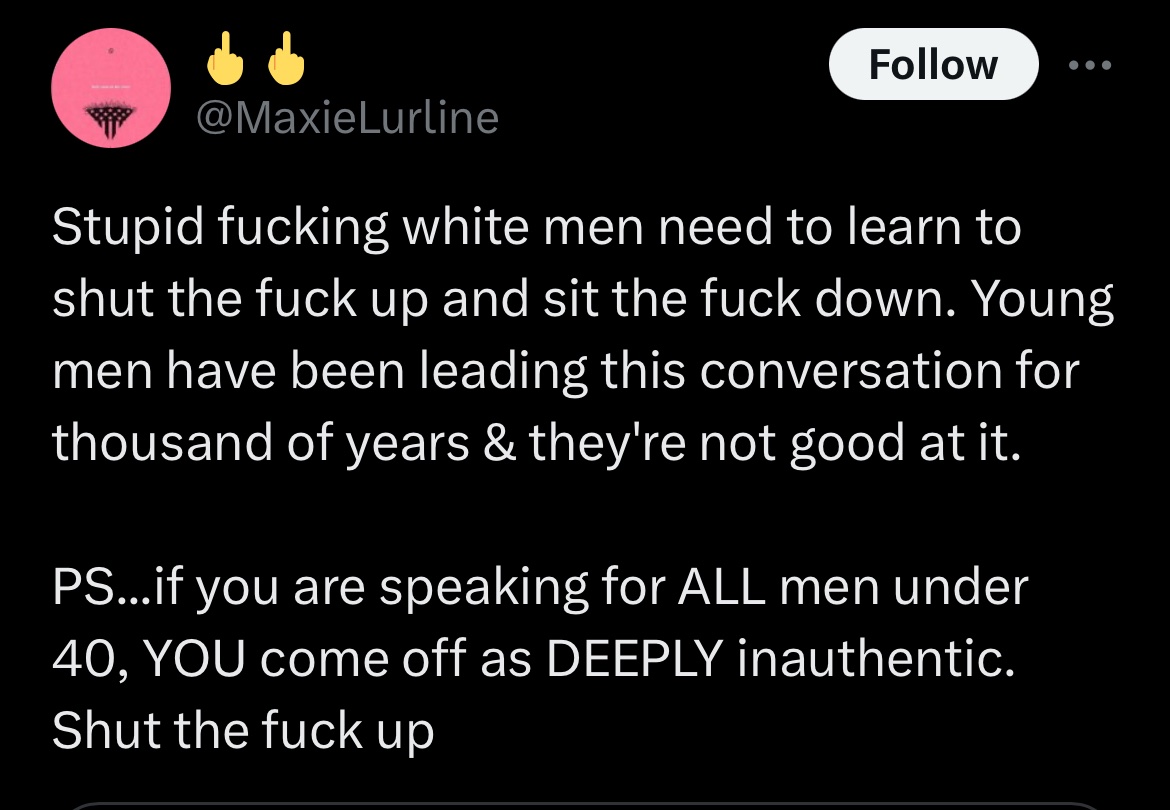 🖕🖕
Follow
@MaxieLurline
Stupid fucking white men need to learn to
shut the fuck up and sit the fuck down. Young
men have been leading this conversation for
thousand of years & they're not good at it.
PS...if you are speaking for ALL men under
40, YOU come off as DEEPLY inauthentic.
Shut the fuck up